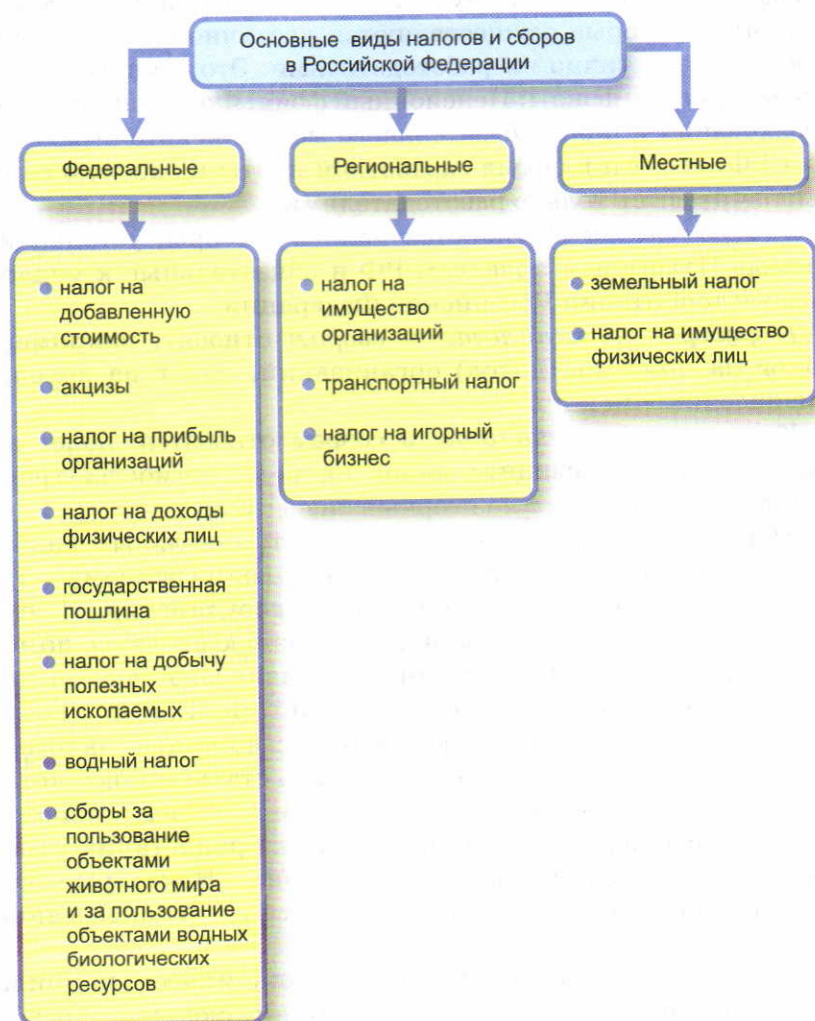 Основные виды налогов и сборов
в Российской Федерации
Федеральные
Региональные
Местные
налог на
добавленную
стоимость
акцизы
налог на прибыль
организаций
налог на доходы
физических лиц
государственная
пошлина
налог на добычу
полезных
ископаемых
водный налог
сборы за
пользование
объектами
животного мира
и за пользование
объектами водных
биологических
ресурсов
налог на
имущество
организаций
транспортный налог
налог на игорный
бизнес
земельный налог
налог на имущество
физических лиц